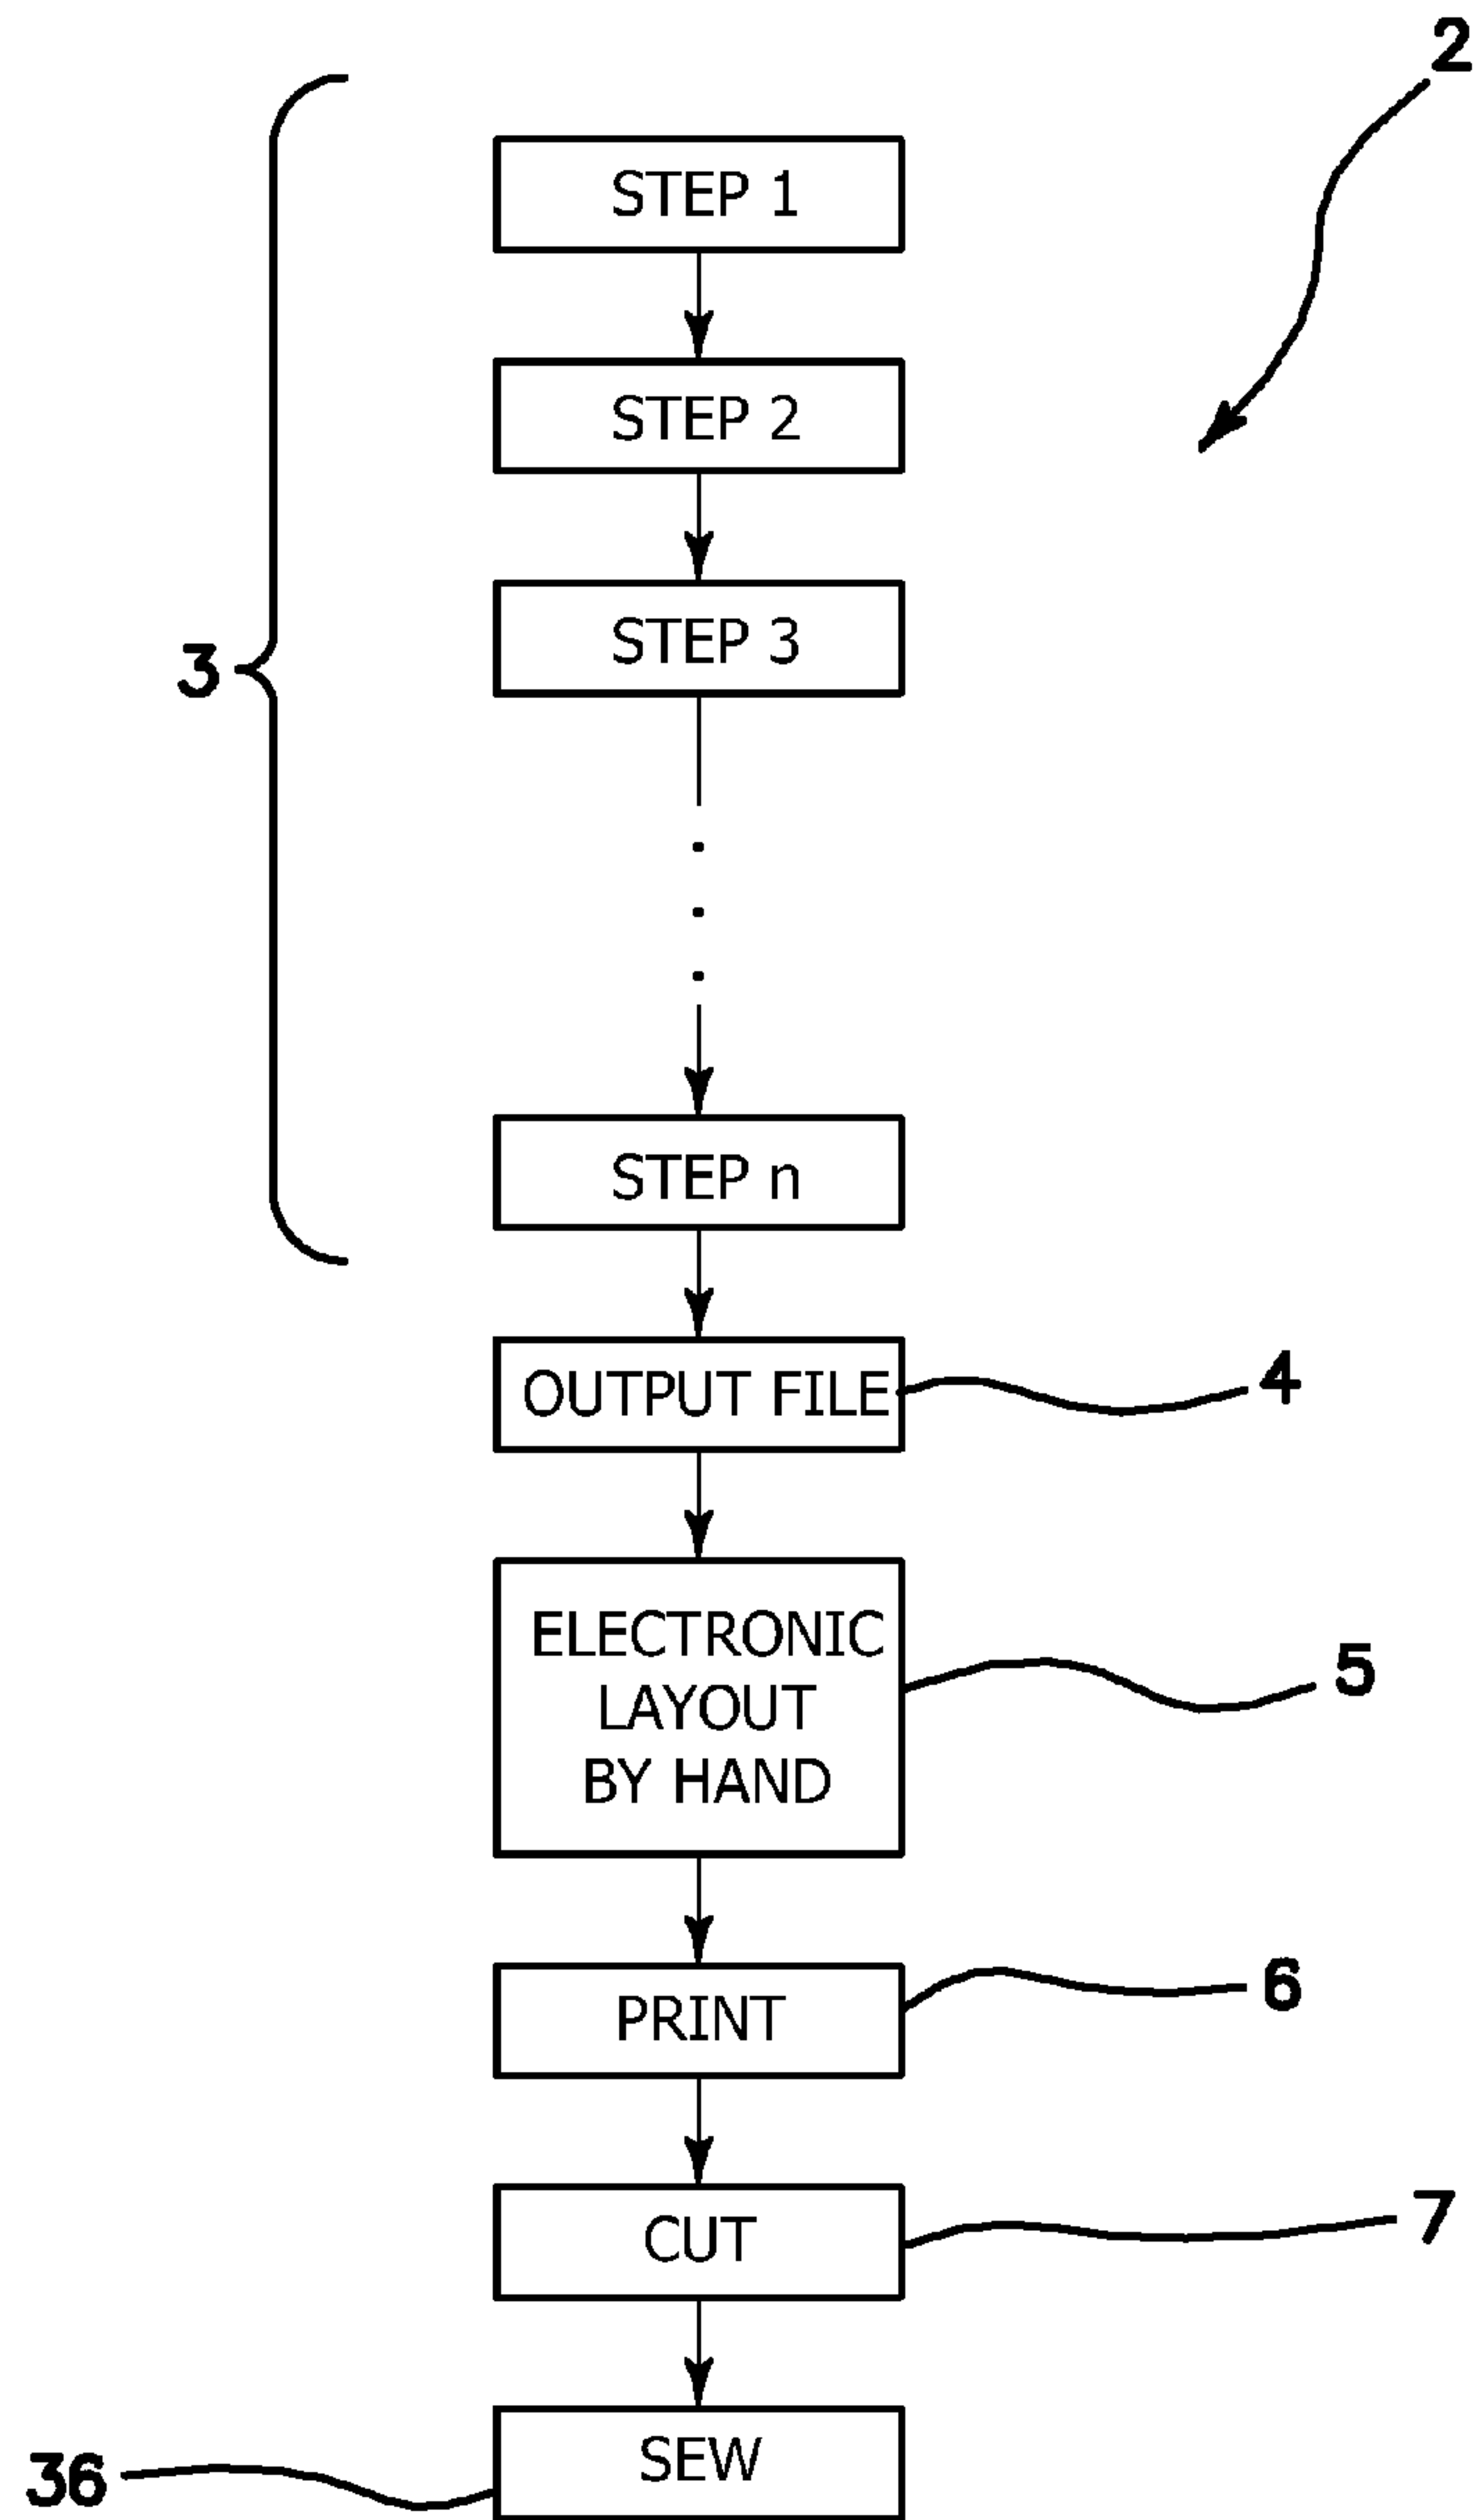 2
STEP 1
STEP 2
STEP 3
3
STEP n
OUTPUT FILE
4
ELECTRONIC
LAYOUT
BY HAND
5
PRINT
6
CUT
7
SEW
36